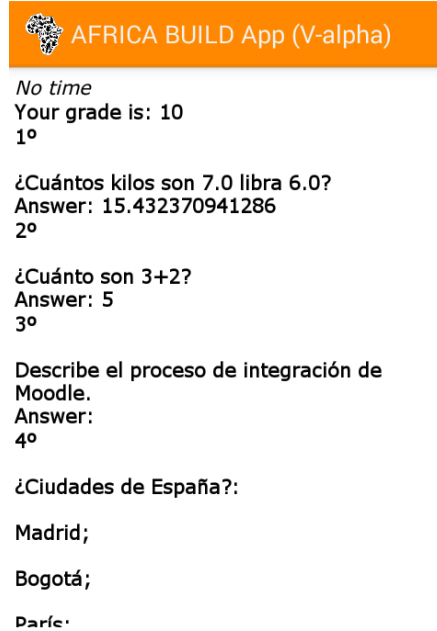 AFRICA BUILD App (V-alpha)
No time
Your grade is: 10
1º
¿Cuántos kilos son 7.0 libra 6.0?
Answer: 15.432370941286
2º
¿Cuánto son 3+2?
Answer: 5
3º
Describe el proceso de integración de
Moodle.
Answer:
4º
¿Ciudades de España?:
Madrid;
Bogotá;
París;